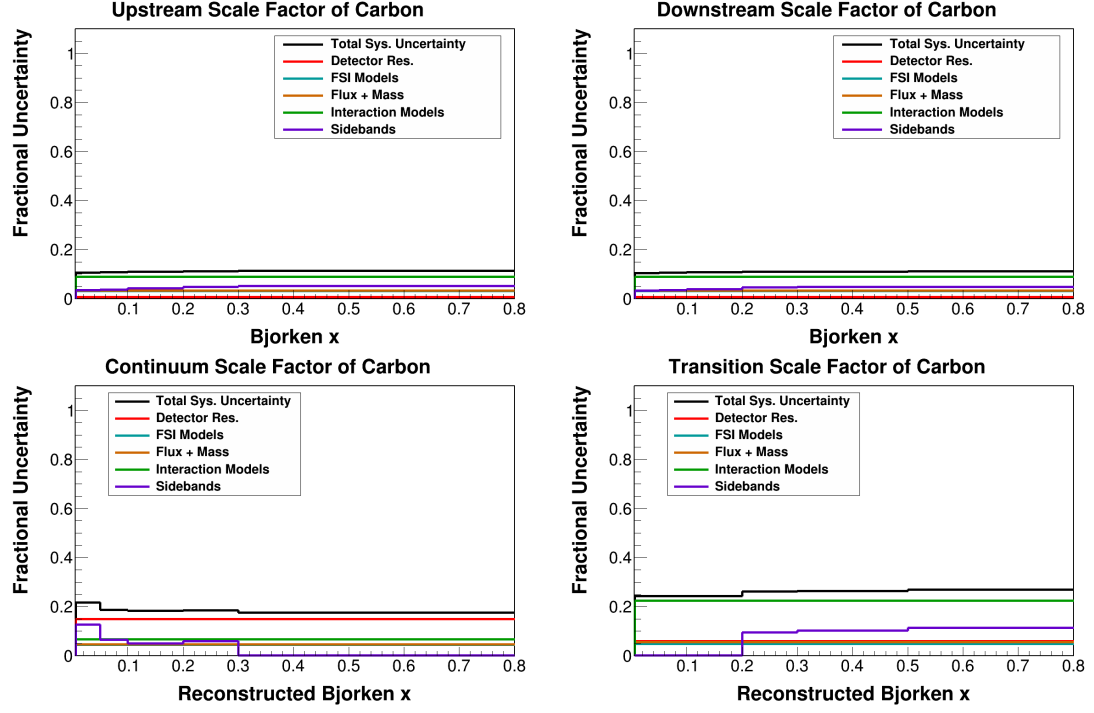 Upstream Scale Factor of Carbon
Fractional Uncertainty
1
0.8
0.6
0.4
0.2
0
Total Sys. Uncertainty
Detector Res.
FSI Models
Flux + Mass
Interaction Models
Sidebands
0.1 0.2 0.3 0.4 0.5 0.6 0.7 0.8
Bjorken x
Downstream Scale Factor of Carbon
Fractional Uncertainty
1
0.8
0.6
0.4
0.2
0
Total Sys. Uncertainty
Detector Res.
FSI Models
Flux + Mass
Interaction Models
Sidebands
0.1 0.2 0.3 0.4 0.5 0.6 0.7 0.8
Bjorken x
Continuum Scale Factor of Carbon
Fractional Uncertainty
1
0.8
0.6
0.4
0.2
0
Total Sys. Uncertainty
Detector Res.
FSI Models
Flux + Mass
Interaction Models
Sidebands
0.1 0.2 0.3 0.4 0.5 0.6 0.7 0.8
Reconstructed Bjorken x
Transition Scale Factor of Carbon
Fractional Uncertainty
1
0.8
0.6
0.4
0.2
0
Total Sys. Uncertainty
Detector Res.
FSI Models
Flux + Mass
Interaction Models
Sidebands
0.1 0.2 0.3 0.4 0.5 0.6 0.7 0.8
Reconstructed Bjorken x